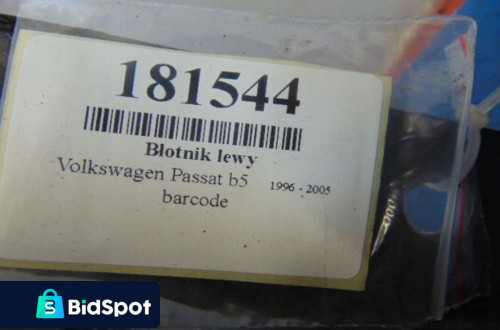 181544
Błotnik lewy
Volkswagen Passat b5 1996 - 2005
barcode
BidSpot